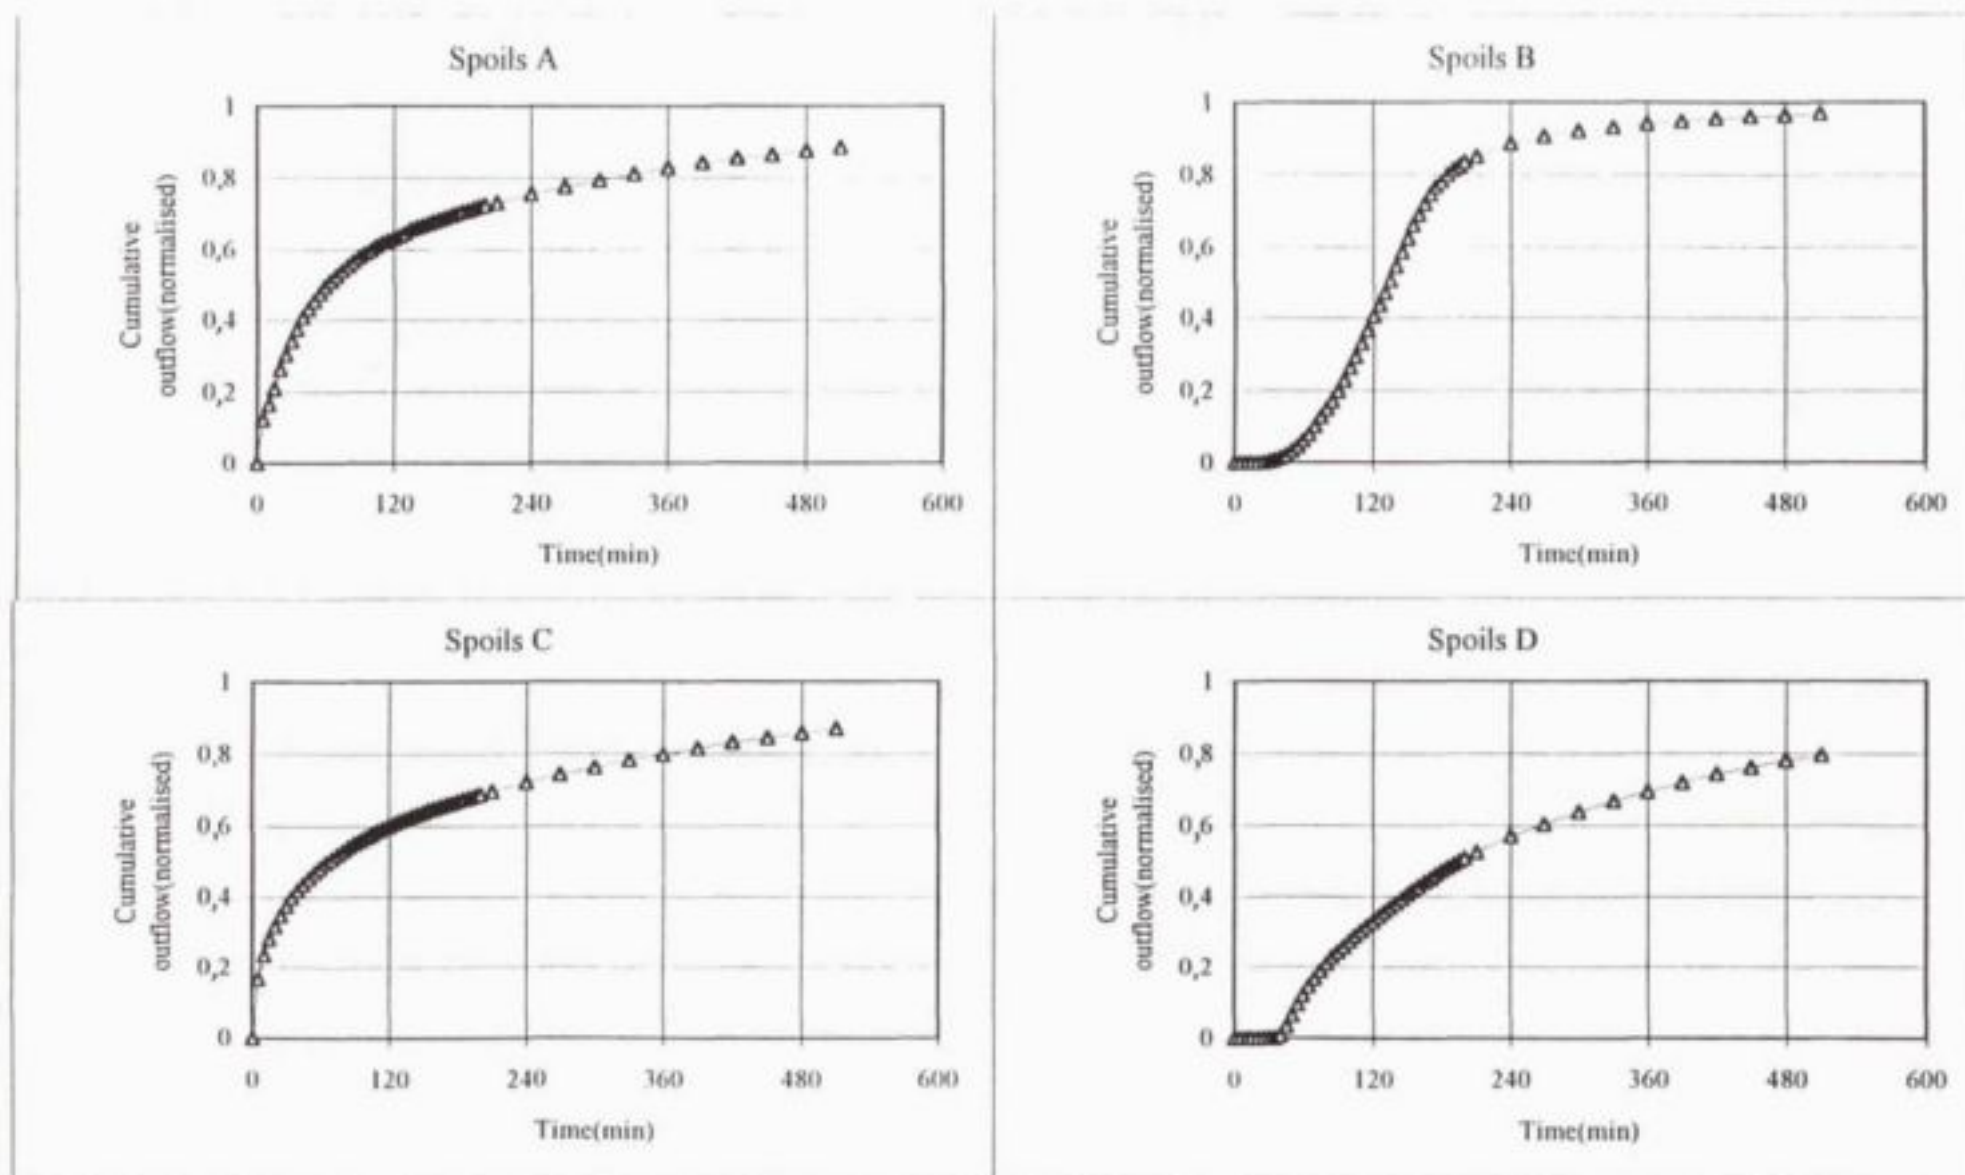 Spoils A
Cumulative
outflow(normalised)
1
0,8
0,6
0,4
0,2
0
0 120 240 360 480 600
Time(min)
Spoils B
Cumulative
outflow(normalised)
1
0,8
0,6
0,4
0,2
0
0 120 240 360 480 600
Time(min)
Spoils C
Cumulative
outflow(normalised)
1
0,8
0,6
0,4
0,2
0
0 120 240 360 480 600
Time(min)
Spoils D
Cumulative
outflow(normalised)
1
0,8
0,6
0,4
0,2
0
0 120 240 360 480 600
Time(min)